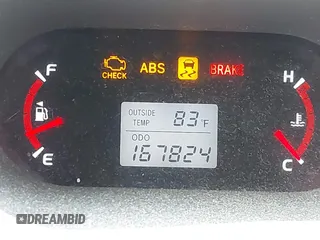 CHECK ABS BRAKE
F
H
OUTSIDE TEMP 83°F
ODO
167824
E
C
DREAMBID